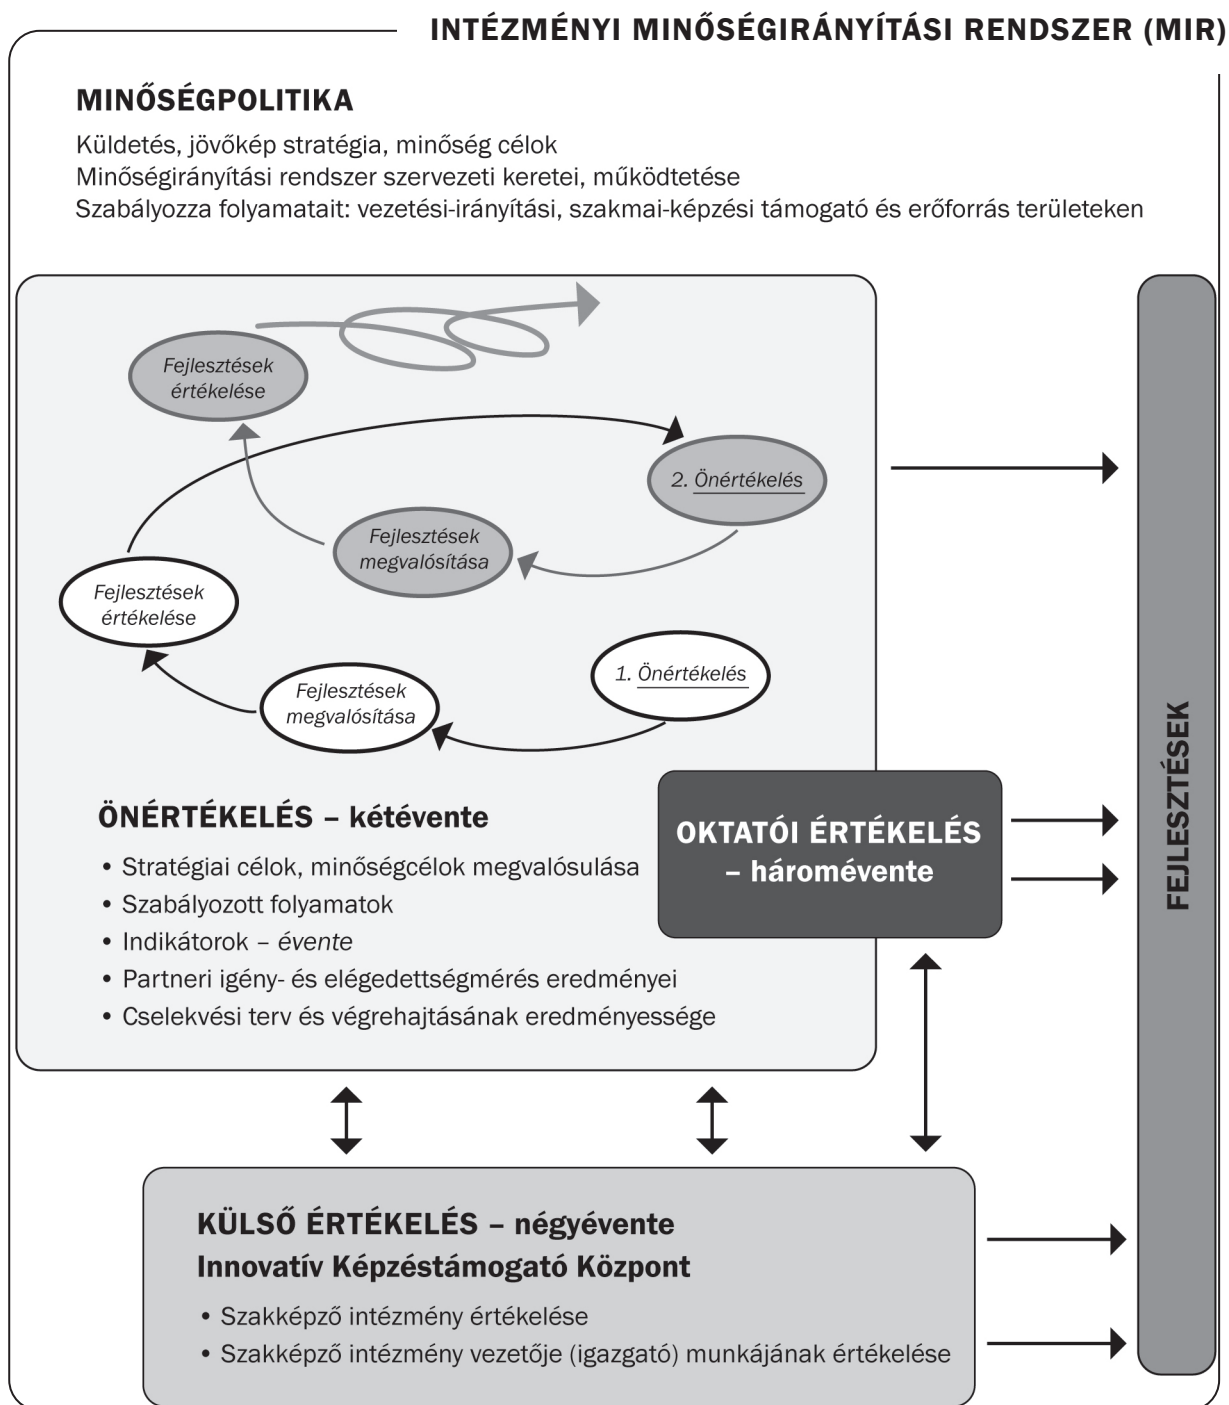 INTÉZMÉNYI MINŐSÉGIRÁNYÍTÁSI RENDSZER (MIR)
MINŐSÉGPOLITIKA
Küldetés, jövőkép stratégia, minőség célok
Minőségirányítási rendszer szervezeti keretei, működtetése
Szabályozza folyamatait: vezetési-irányítási, szakmai-képzési támogató és erőforrás területeken
Fejlesztések
értékelése
2. Önértékelés
Fejlesztések
megvalósítása
Fejlesztések
értékelése
1. Önértékelés
Fejlesztések
megvalósítása
ÖNÉRTÉKELÉS – kétévente
• Stratégiai célok, minőségcélok megvalósulása
• Szabályozott folyamatok
• Indikátorok – évente
• Partneri igény- és elégedettségmérés eredményei
• Cselekvési terv és végrehajtásának eredményessége
OKTATÓI ÉRTÉKELÉS
– háromévente
FEJLESZTÉSEK
KÜLSŐ ÉRTÉKELÉS – négyévente
Innovatív Képzéstámogató Központ
• Szakképző intézmény értékelése
• Szakképző intézmény vezetője (igazgató) munkájának értékelése